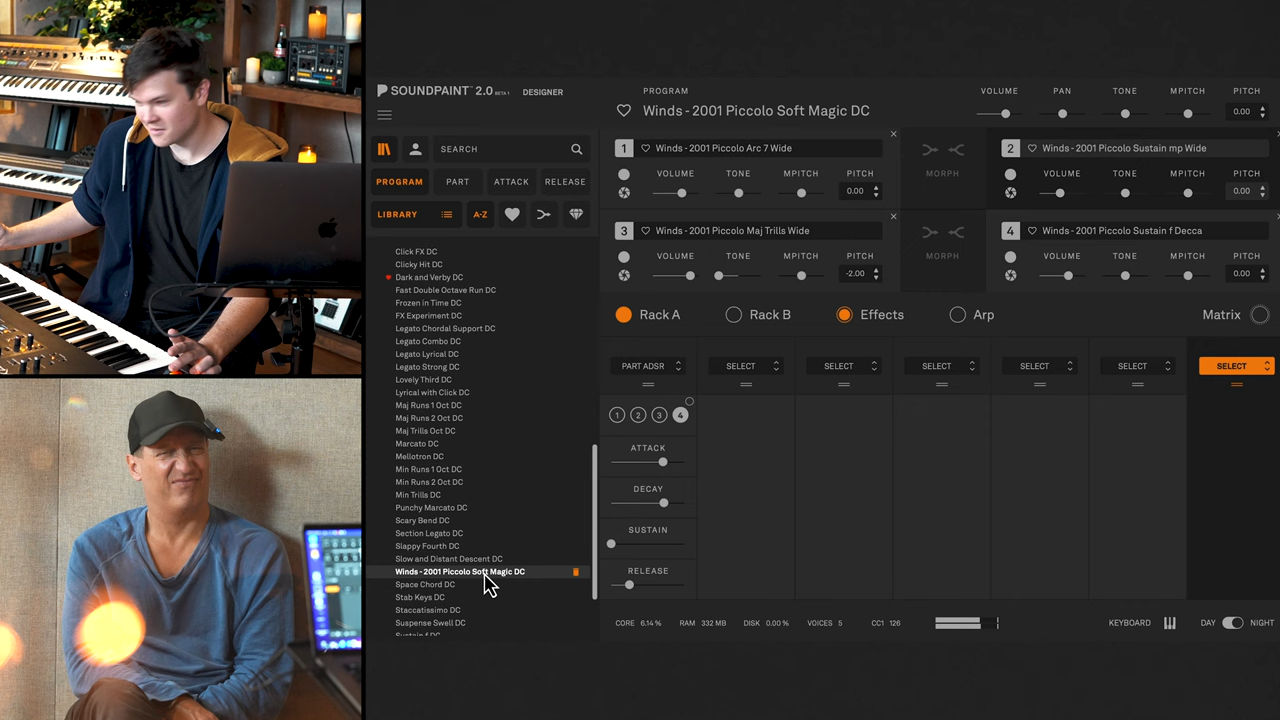 SOUNDPAINT™ 2.0 BETA 1 DESIGNER
PROGRAM
Winds - 2001 Piccolo Soft Magic DC
VOLUME PAN TONE MPITCH PITCH
0.00
SEARCH
PROGRAM PART ATTACK RELEASE
LIBRARY A-Z
1 Winds - 2001 Piccolo Arc 7 Wide
VOLUME TONE MPITCH PITCH
0.00
MORPH
2 Winds - 2001 Piccolo Sustain mp Wide
VOLUME TONE MPITCH PITCH
0.00
3 Winds - 2001 Piccolo Maj Trills Wide
VOLUME TONE MPITCH PITCH
-2.00
MORPH
4 Winds - 2001 Piccolo Sustain f Decca
VOLUME TONE MPITCH PITCH
0.00
Click FX DC
Clicky Hit DC
Dark and Verby DC
Fast Double Octave Run DC
Frozen in Time DC
FX Experiment DC
Legato Chordal Support DC
Legato Combo DC
Legato Lyrical DC
Legato Strong DC
Lovely Third DC
Lyrical with Click DC
Maj Runs 1 Oct DC
Maj Runs 2 Oct DC
Maj Trills Oct DC
Marcato DC
Mellotron DC
Min Runs 1 Oct DC
Min Runs 2 Oct DC
Min Trills DC
Punchy Marcato DC
Scary Bend DC
Section Legato DC
Slappy Fourth DC
Slow and Distant Descent DC
Winds - 2001 Piccolo Soft Magic DC
Space Chord DC
Stab Keys DC
Staccatissimo DC
Suspense Swell DC
Sustain f DC
Rack A Rack B Effects Arp Matrix
PART ADSR SELECT SELECT SELECT SELECT SELECT SELECT
1 2 3 4
ATTACK
DECAY
SUSTAIN
RELEASE
CORE 6.14 % RAM 332 MB DISK 0.00 % VOICES 5 CC1 126 KEYBOARD DAY NIGHT